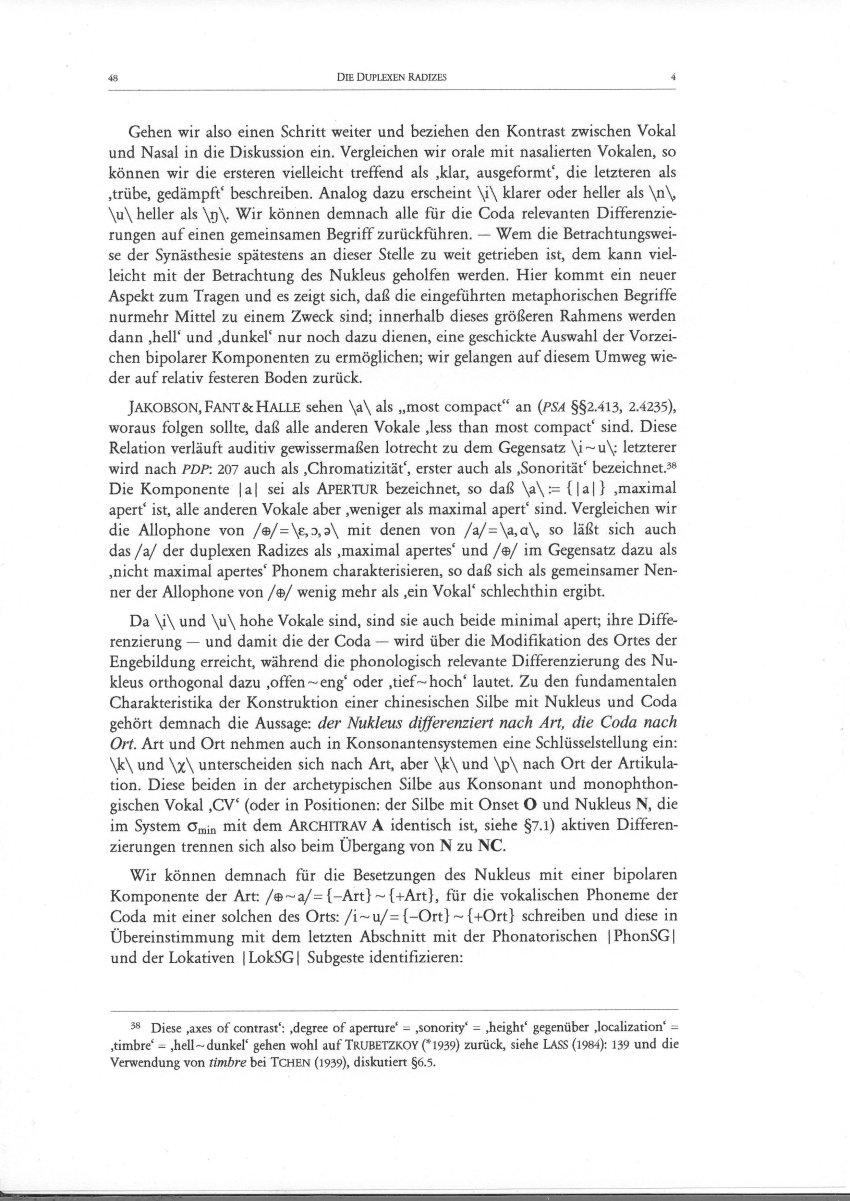 48 DIE DUPLEXEN RADIZES 4
Gehen wir also einen Schritt weiter und beziehen den Kontrast zwischen Vokal
und Nasal in die Diskussion ein. Vergleichen wir orale mit nasalierten Vokalen, so
können wir die ersteren vielleicht treffend als ‚klar, ausgeformt‘, die letzteren als
‚trübe, gedämpft‘ beschreiben. Analog dazu erscheint \i\ klarer oder heller als \n\,
\u\ heller als \ŋ\. Wir können demnach alle für die Coda relevanten Differenzie-
rungen auf einen gemeinsamen Begriff zurückführen. — Wem die Betrachtungswei-
se der Synästhesie spätestens an dieser Stelle zu weit getrieben ist, dem kann viel-
leicht mit der Betrachtung des Nukleus geholfen werden. Hier kommt ein neuer
Aspekt zum Tragen und es zeigt sich, daß die eingeführten metaphorischen Begriffe
nurmehr Mittel zu einem Zweck sind; innerhalb dieses größeren Rahmens werden
dann ‚hell‘ und ‚dunkel‘ nur noch dazu dienen, eine geschickte Auswahl der Vorzei-
chen bipolarer Komponenten zu ermöglichen; wir gelangen auf diesem Umweg wie-
der auf relativ festeren Boden zurück.
JAKOBSON, FANT & HALLE sehen \a\ als „most compact“ an (PSA §§2.413, 2.4235),
woraus folgen sollte, daß alle anderen Vokale ‚less than most compact‘ sind. Diese
Relation verläuft auditiv gewissermaßen lotrecht zu dem Gegensatz \i~u\: letzterer
wird nach PDP: 207 auch als ‚Chromatizität‘, erster auch als ‚Sonorität‘ bezeichnet.³⁸
Die Komponente |a| sei als APERTUR bezeichnet, so daß \a\ := {|a|} ‚maximal
apert‘ ist, alle anderen Vokale aber ‚weniger als maximal apert‘ sind. Vergleichen wir
die Allophone von /ɵ/=\ɛ,ɔ,ə\ mit denen von /a/=\a,ɑ\, so läßt sich auch
das /a/ der duplexen Radizes als ‚maximal apertes‘ und /ɵ/ im Gegensatz dazu als
‚nicht maximal apertes‘ Phonem charakterisieren, so daß sich als gemeinsamer Nen-
ner der Allophone von /ɵ/ wenig mehr als ‚ein Vokal‘ schlechthin ergibt.
Da \i\ und \u\ hohe Vokale sind, sind sie auch beide minimal apert; ihre Diffe-
renzierung — und damit die der Coda — wird über die Modifikation des Ortes der
Engebildung erreicht, während die phonologisch relevante Differenzierung des Nu-
kleus orthogonal dazu ‚offen~eng‘ oder ‚tief~hoch‘ lautet. Zu den fundamentalen
Charakteristika der Konstruktion einer chinesischen Silbe mit Nukleus und Coda
gehört demnach die Aussage: der Nukleus differenziert nach Art, die Coda nach
Ort. Art und Ort nehmen auch in Konsonantensystemen eine Schlüsselstellung ein:
\k\ und \χ\ unterscheiden sich nach Art, aber \k\ und \p\ nach Ort der Artikula-
tion. Diese beiden in der archetypischen Silbe aus Konsonant und monophthon-
gischen Vokal ‚CV‘ (oder in Positionen: der Silbe mit Onset O und Nukleus N, die
im System σmin mit dem ARCHITRAV A identisch ist, siehe §7.1) aktiven Differen-
zierungen trennen sich also beim Übergang von N zu NC.
Wir können demnach für die Besetzungen des Nukleus mit einer bipolaren
Komponente der Art: /ɵ~a/={–Art}~{+Art}, für die vokalischen Phoneme der
Coda mit einer solchen des Orts: /i~u/={–Ort}~{+Ort} schreiben und diese in
Übereinstimmung mit dem letzten Abschnitt mit der Phonatorischen |PhonSG|
und der Lokativen |LokSG| Subgeste identifizieren:
³⁸ Diese ‚axes of contrast‘: ‚degree of aperture‘ = ‚sonority‘ = ‚height‘ gegenüber ‚localization‘ =
‚timbre‘ = ‚hell~dunkel‘ gehen wohl auf TRUBETZKOY (*1939) zurück, siehe LASS (1984): 139 und die
Verwendung von timbre bei TCHEN (1939), diskutiert §6.5.